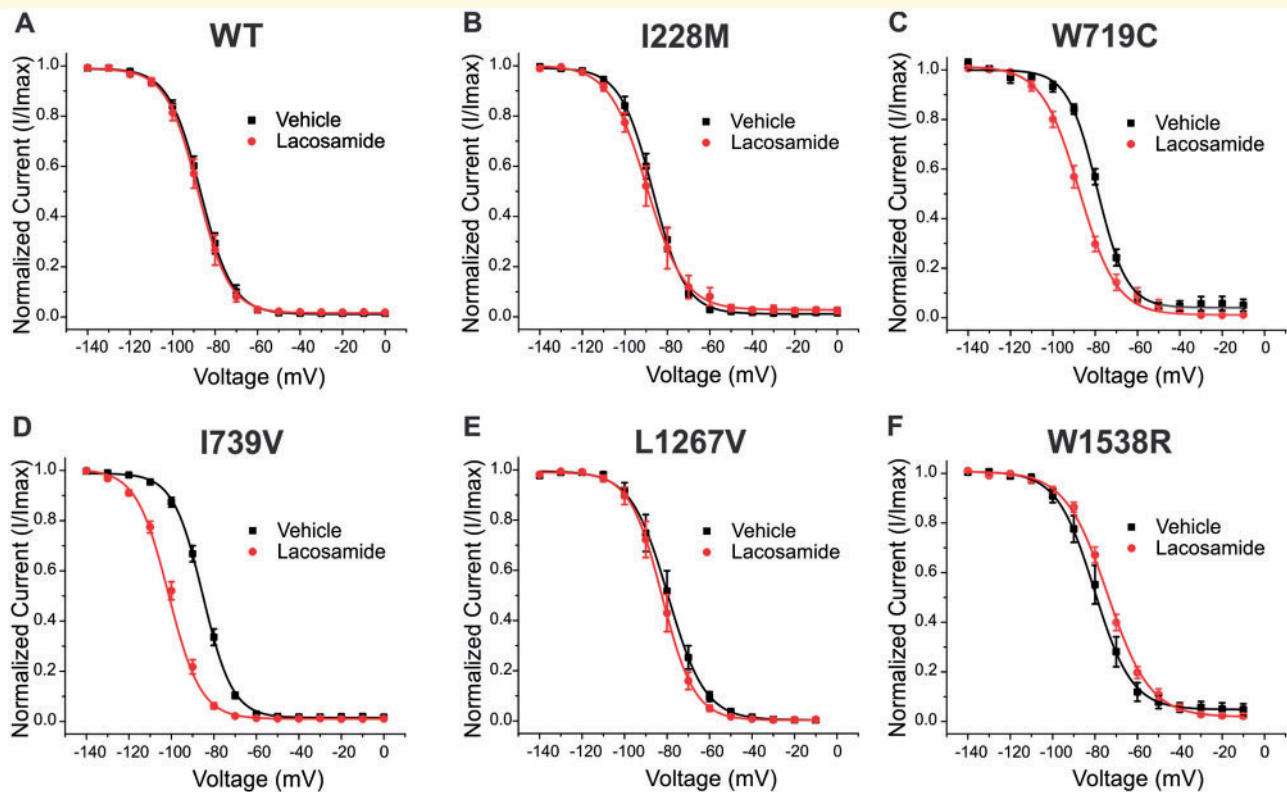 A WT
Normalized Current (I/Imax)
1.0
0.8
0.6
0.4
0.2
0.0
Vehicle
Lacosamide
-140 -120 -100 -80 -60 -40 -20 0
Voltage (mV)
B I228M
Normalized Current (I/Imax)
1.0
0.8
0.6
0.4
0.2
0.0
Vehicle
Lacosamide
-140 -120 -100 -80 -60 -40 -20 0
Voltage (mV)
C W719C
Normalized Current (I/Imax)
1.0
0.8
0.6
0.4
0.2
0.0
Vehicle
Lacosamide
-140 -120 -100 -80 -60 -40 -20 0
Voltage (mV)
D I739V
Normalized Current (I/Imax)
1.0
0.8
0.6
0.4
0.2
0.0
Vehicle
Lacosamide
-140 -120 -100 -80 -60 -40 -20 0
Voltage (mV)
E L1267V
Normalized Current (I/Imax)
1.0
0.8
0.6
0.4
0.2
0.0
Vehicle
Lacosamide
-140 -120 -100 -80 -60 -40 -20 0
Voltage (mV)
F W1538R
Normalized Current (I/Imax)
1.0
0.8
0.6
0.4
0.2
0.0
Vehicle
Lacosamide
-140 -120 -100 -80 -60 -40 -20 0
Voltage (mV)